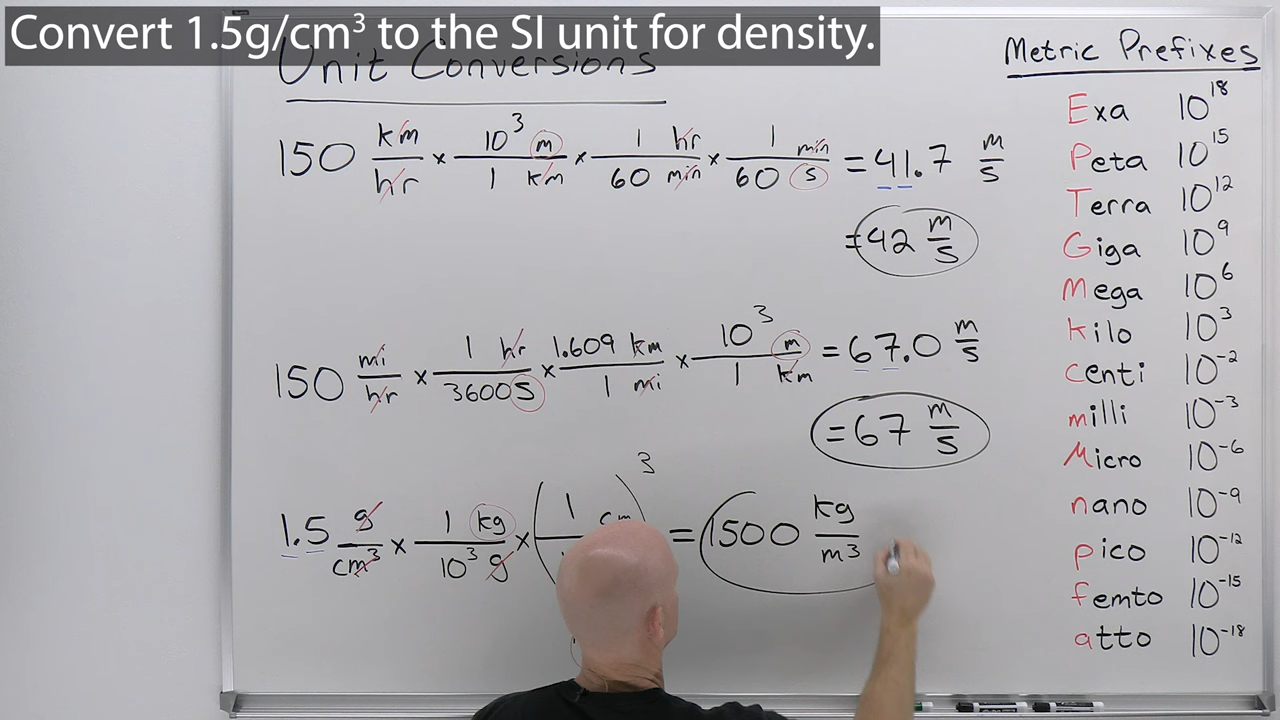 Convert 1.5g/cm³ to the SI unit for density.
Unit Conversions
150 km/hr × 10³ m/1 km × 1 hr/60 min × 1 min/60 s = 41.7 m/s
= 42 m/s
150 mi/hr × 1 hr/3600 s × 1.609 km/1 mi × 10³ m/1 km = 67.0 m/s
= 67 m/s
1.5 g/cm³ × 1 kg/10³ g × (1 cm)³ = 1500 kg/m³
Metric Prefixes
Exa 10¹⁸
Peta 10¹⁵
Terra 10¹²
Giga 10⁹
Mega 10⁶
Kilo 10³
centi 10⁻²
milli 10⁻³
Micro 10⁻⁶
nano 10⁻⁹
pico 10⁻¹²
femto 10⁻¹⁵
atto 10⁻¹⁸